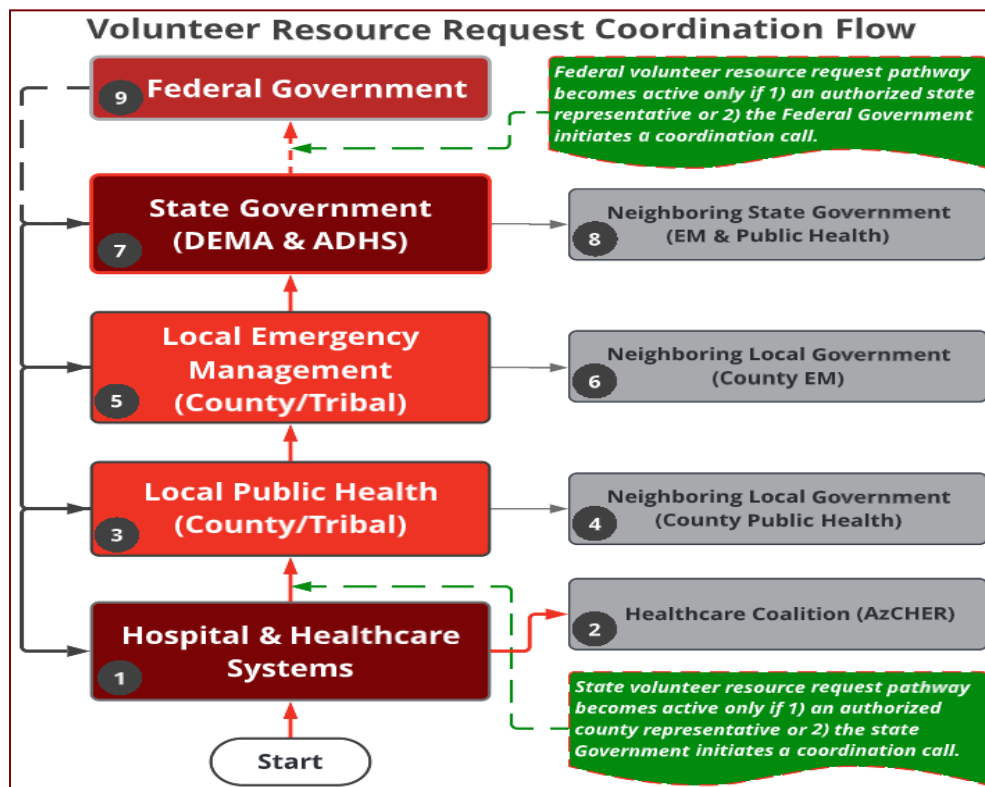 Volunteer Resource Request Coordination Flow
9
Federal Government
Federal volunteer resource request pathway
becomes active only if 1) an authorized state
representative or 2) the Federal Government
initiates a coordination call.
State Government
(DEMA & ADHS)
7
Neighboring State Government
(EM & Public Health)
8
Local Emergency
Management
(County/Tribal)
5
Neighboring Local Government
(County EM)
6
Local Public Health
(County/Tribal)
3
Neighboring Local Government
(County Public Health)
4
Hospital & Healthcare
Systems
1
Healthcare Coalition (AzCHER)
2
State volunteer resource request pathway
becomes active only if 1) an authorized
county representative or 2) the state
Government initiates a coordination call.
Start